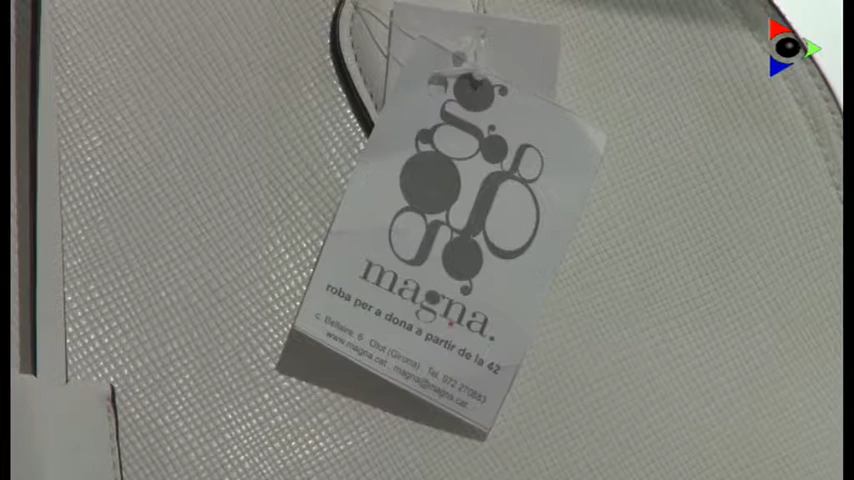 magna.
roba per a dona a partir de la 42
c. Bellaire, 6 Olot (Girona) . Tel. 972 270883
www.magna.cat . magna@magna.cat